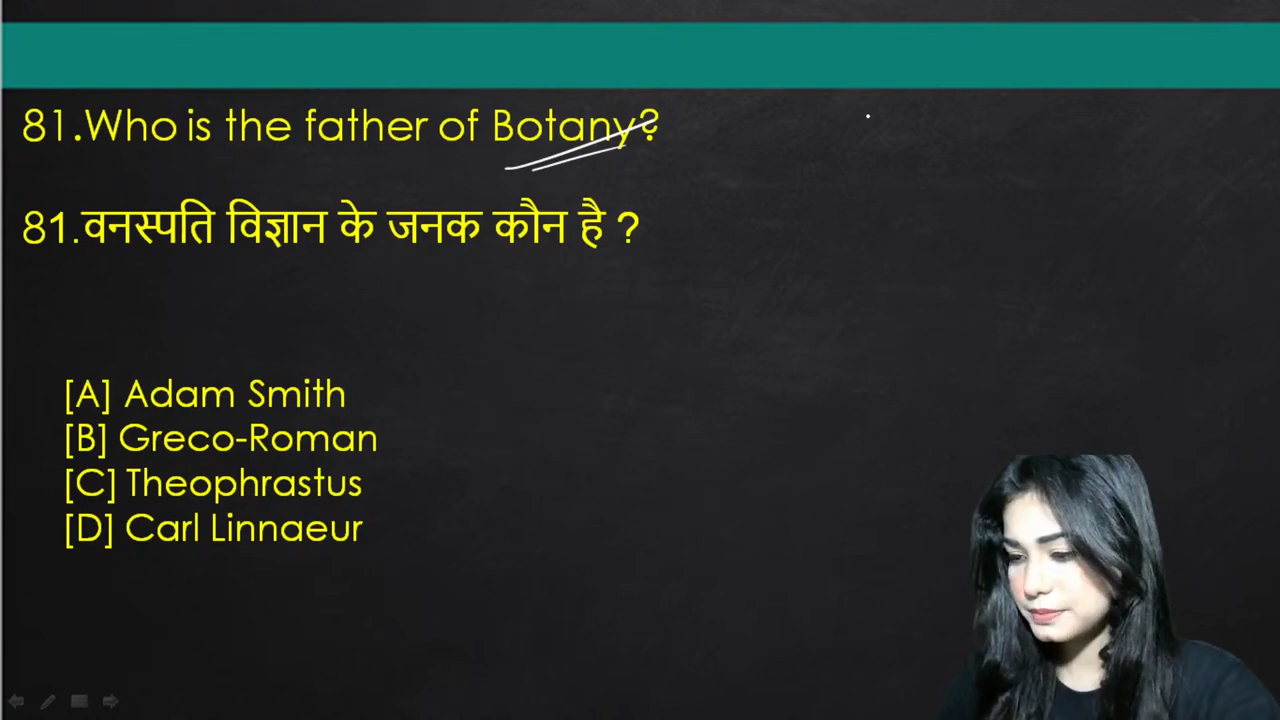 81.Who is the father of Botany?
81.वनस्पति विज्ञान के जनक कौन है ?
[A] Adam Smith
[B] Greco-Roman
[C] Theophrastus
[D] Carl Linnaeur